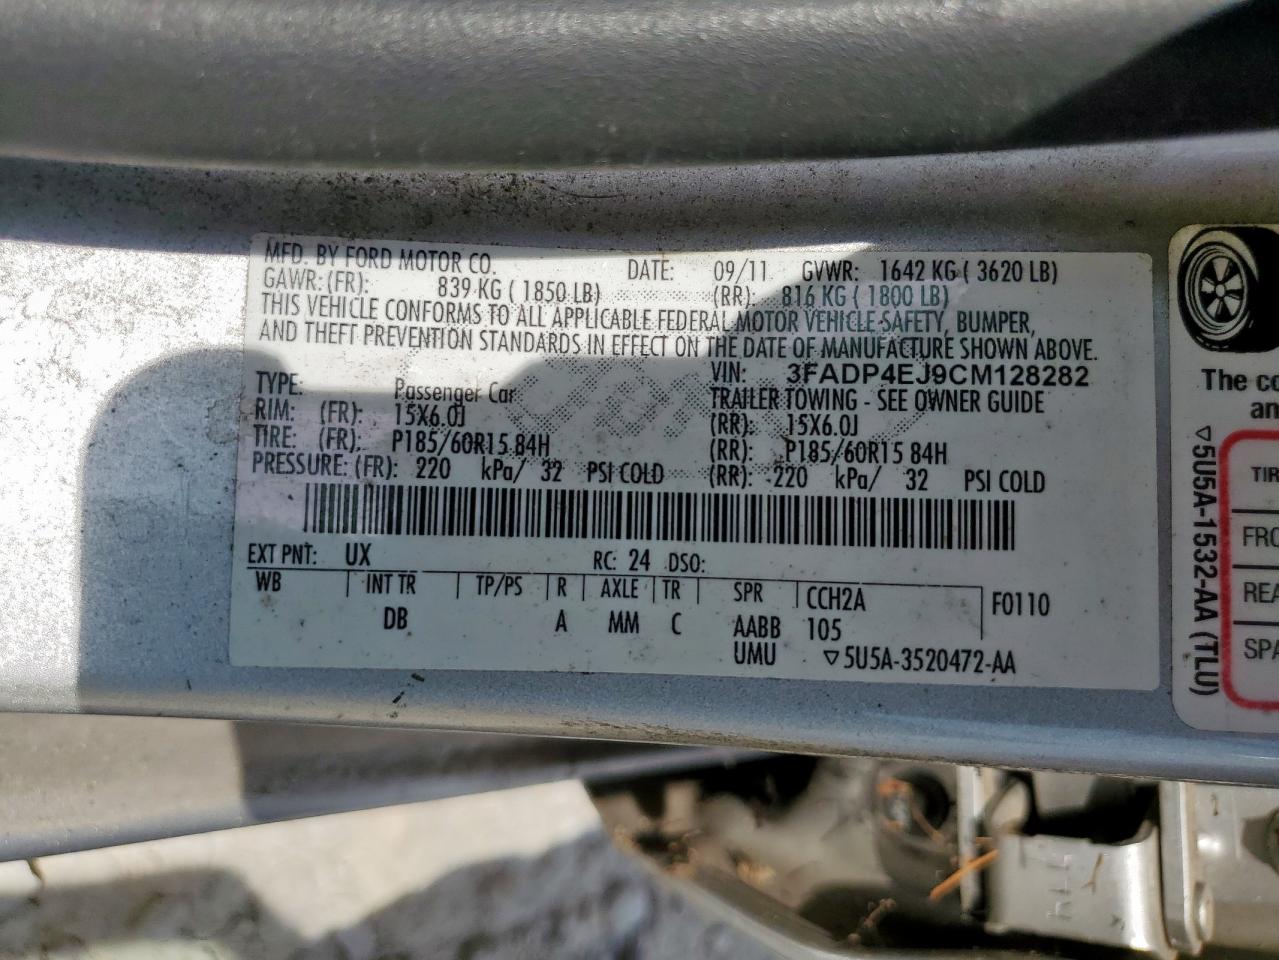 MFD. BY FORD MOTOR CO.
DATE: 09/11 GVWR: 1642 KG ( 3620 LB)
GAWR: (FR): 839 KG ( 1850 LB) (RR): 816 KG ( 1800 LB)
THIS VEHICLE CONFORMS TO ALL APPLICABLE FEDERAL MOTOR VEHICLE SAFETY, BUMPER,
AND THEFT PREVENTION STANDARDS IN EFFECT ON THE DATE OF MANUFACTURE SHOWN ABOVE.
VIN: 3FADP4EJ9CM128282
TYPE: Passenger Car TRAILER TOWING - SEE OWNER GUIDE
RIM: (FR): 15X6.0J (RR): 15X6.0J
TIRE: (FR): P185/60R15 84H (RR): P185/60R15 84H
PRESSURE: (FR): 220 kPa/ 32 PSI COLD (RR): 220 kPa/ 32 PSI COLD
EXT PNT: UX RC: 24 DSO:
WB INT TR TP/PS R AXLE TR SPR CCH2A F0110
DB A MM C AABB 105
UMU ▽5U5A-3520472-AA
The co
an
▽5U5A-1532-AA (TLU)
TIR
FRO
REA
SPA